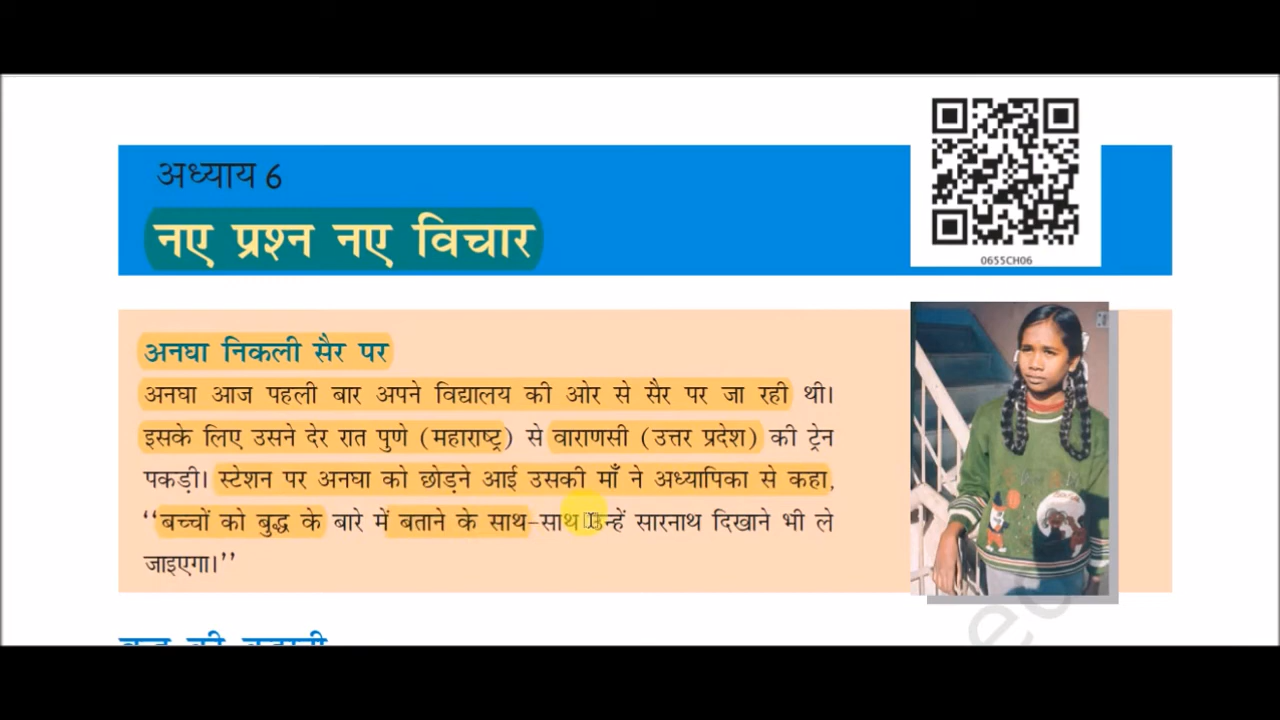 अध्याय 6
नए प्रश्न नए विचार
0655CH06
अनघा निकली सैर पर
अनघा आज पहली बार अपने विद्यालय की ओर से सैर पर जा रही थी।
इसके लिए उसने देर रात पुणे (महाराष्ट्र) से वाराणसी (उत्तर प्रदेश) की ट्रेन
पकड़ी। स्टेशन पर अनघा को छोड़ने आई उसकी माँ ने अध्यापिका से कहा,
‘‘बच्चों को बुद्ध के बारे में बताने के साथ-साथ उन्हें सारनाथ दिखाने भी ले
जाइएगा।’’